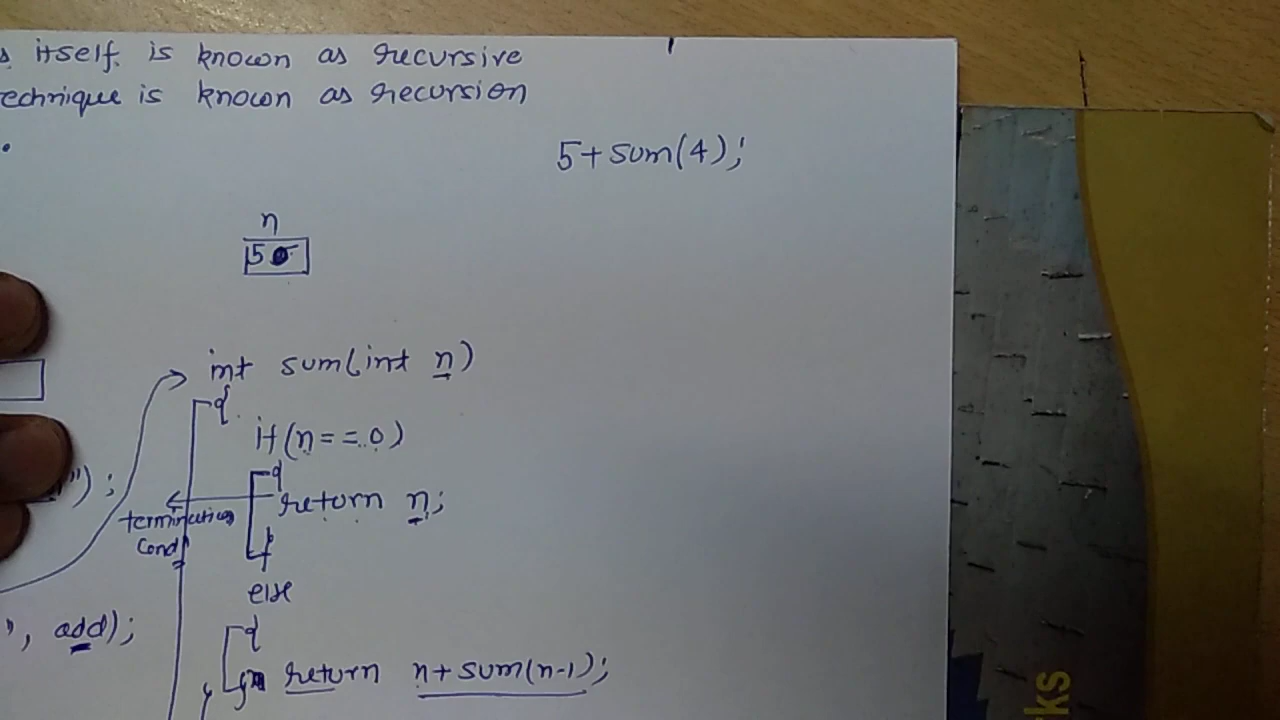 itself. is known as recursive
technique is known as recursion
5+sum(4);
n
5
int sum(int n)
{
if(n==0)
{
return n;
termination
Cond
}
else
");
", add);
{
return n+sum(n-1);
}
ks